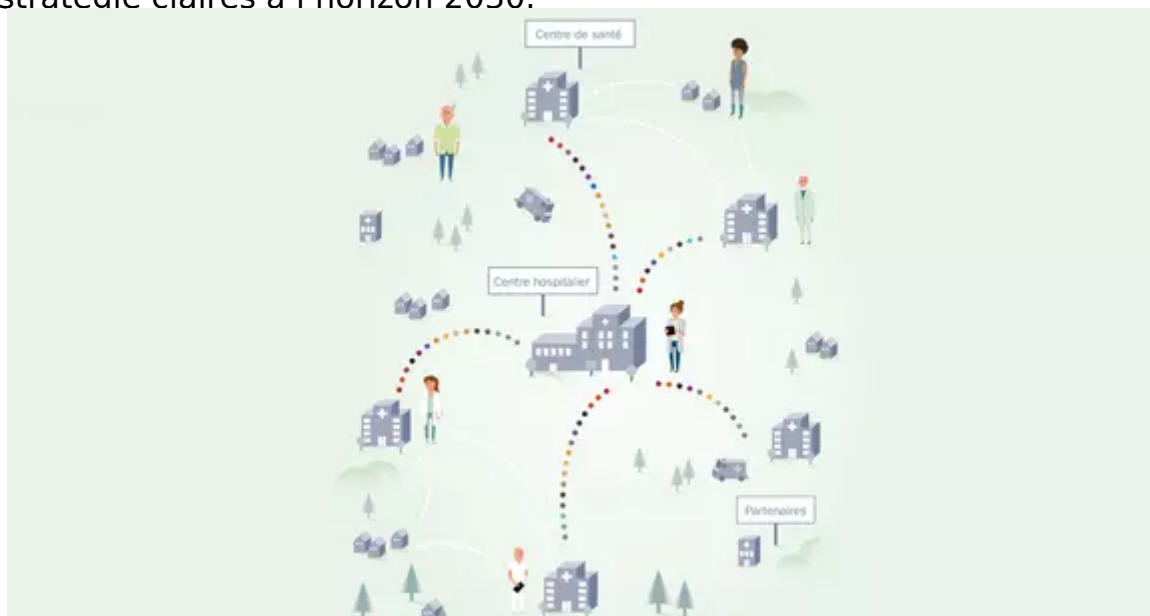 stratégie claires à l'horizon 2030.
Centre de santé
Centre hospitalier
Partenaires